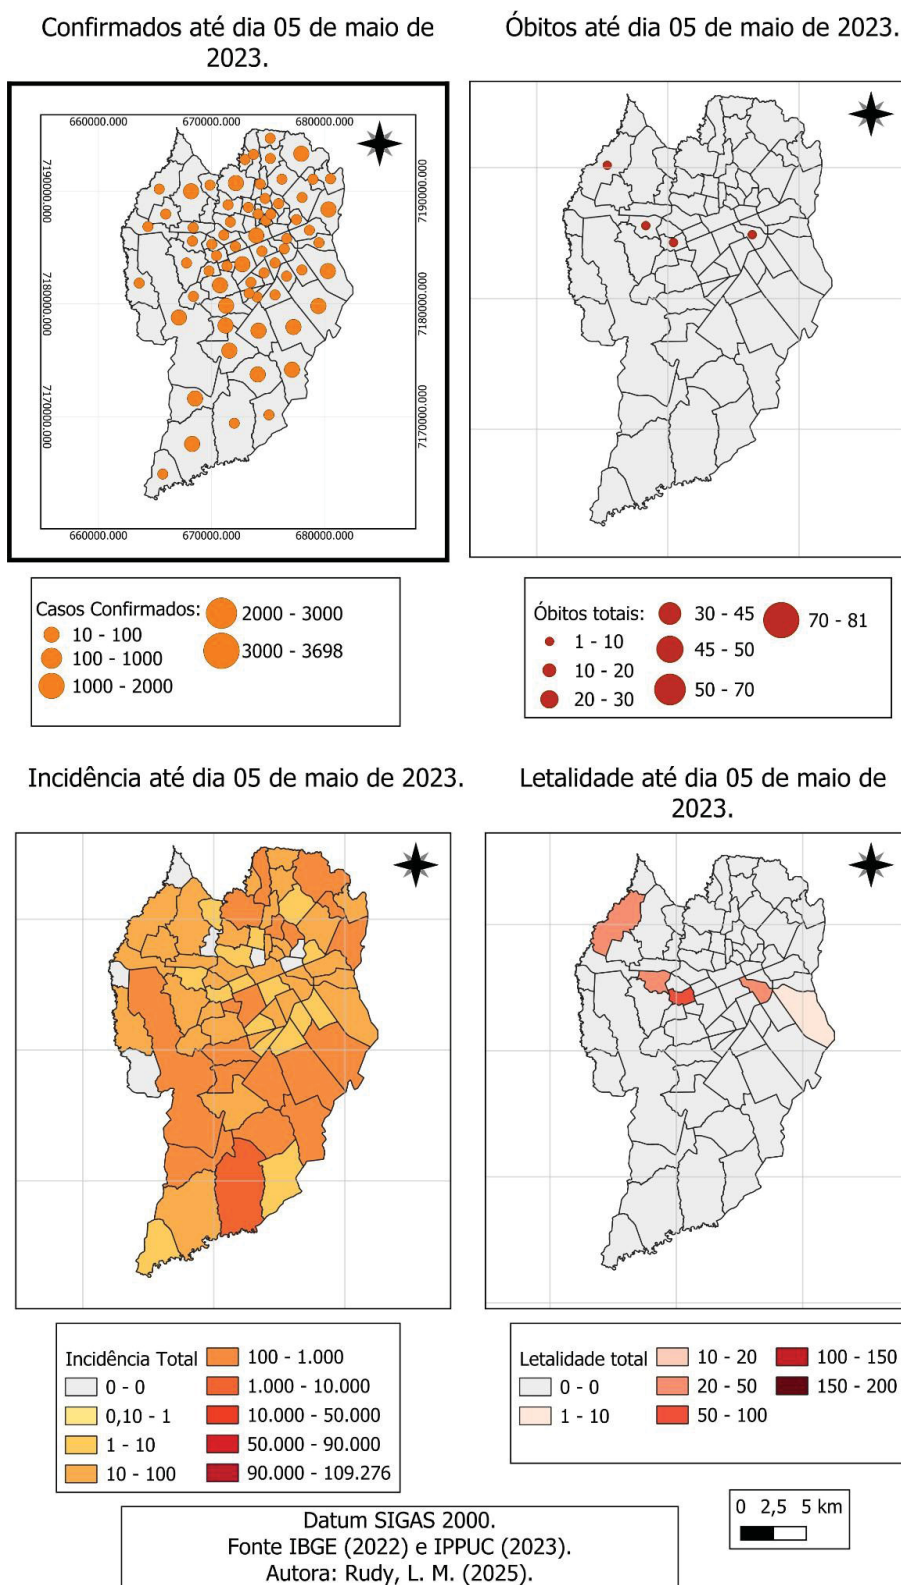 Confirmados até dia 05 de maio de
2023.
660000.000 670000.000 680000.000
7190000.000
7180000.000
7170000.000
7190000.000
7180000.000
7170000.000
660000.000 670000.000 680000.000
Casos Confirmados:
10 - 100
100 - 1000
1000 - 2000
2000 - 3000
3000 - 3698
Óbitos até dia 05 de maio de 2023.
Óbitos totais:
1 - 10
10 - 20
20 - 30
30 - 45
45 - 50
50 - 70
70 - 81
Incidência até dia 05 de maio de 2023.
Incidência Total
0 - 0
0,10 - 1
1 - 10
10 - 100
100 - 1.000
1.000 - 10.000
10.000 - 50.000
50.000 - 90.000
90.000 - 109.276
Letalidade até dia 05 de maio de
2023.
Letalidade total
0 - 0
1 - 10
10 - 20
20 - 50
50 - 100
100 - 150
150 - 200
0 2,5 5 km
Datum SIGAS 2000.
Fonte IBGE (2022) e IPPUC (2023).
Autora: Rudy, L. M. (2025).